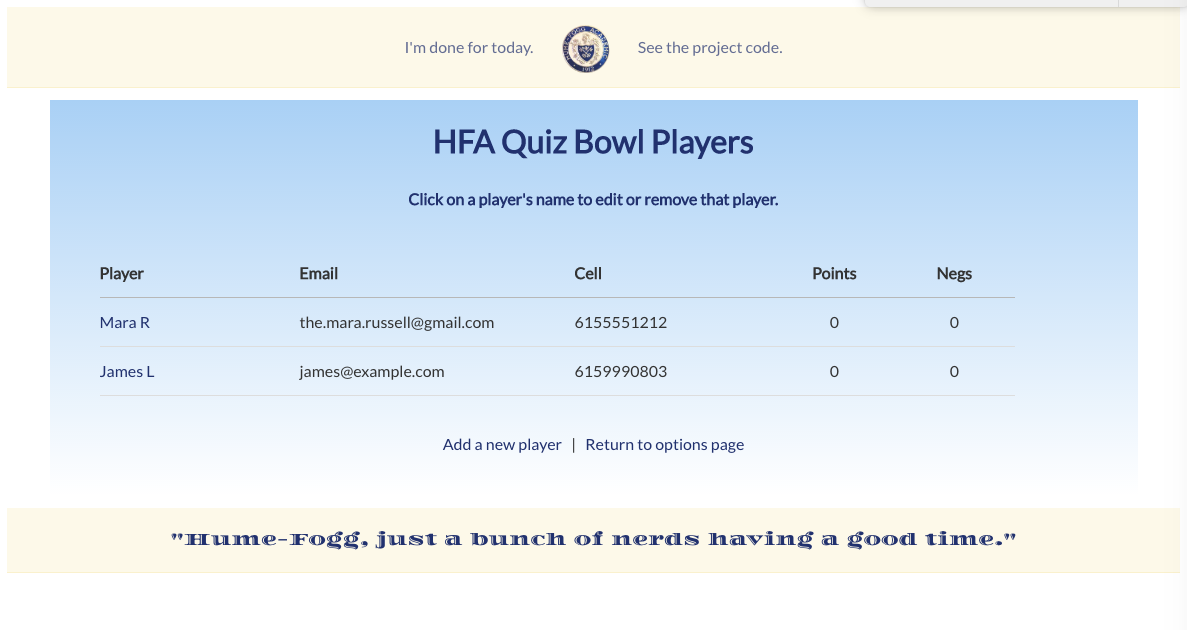 I'm done for today. See the project code.
HFA Quiz Bowl Players
Click on a player's name to edit or remove that player.
Player Email Cell Points Negs
Mara R the.mara.russell@gmail.com 6155551212 0 0
James L james@example.com 6159990803 0 0
Add a new player | Return to options page
"Hume-Fogg, just a bunch of nerds having a good time."